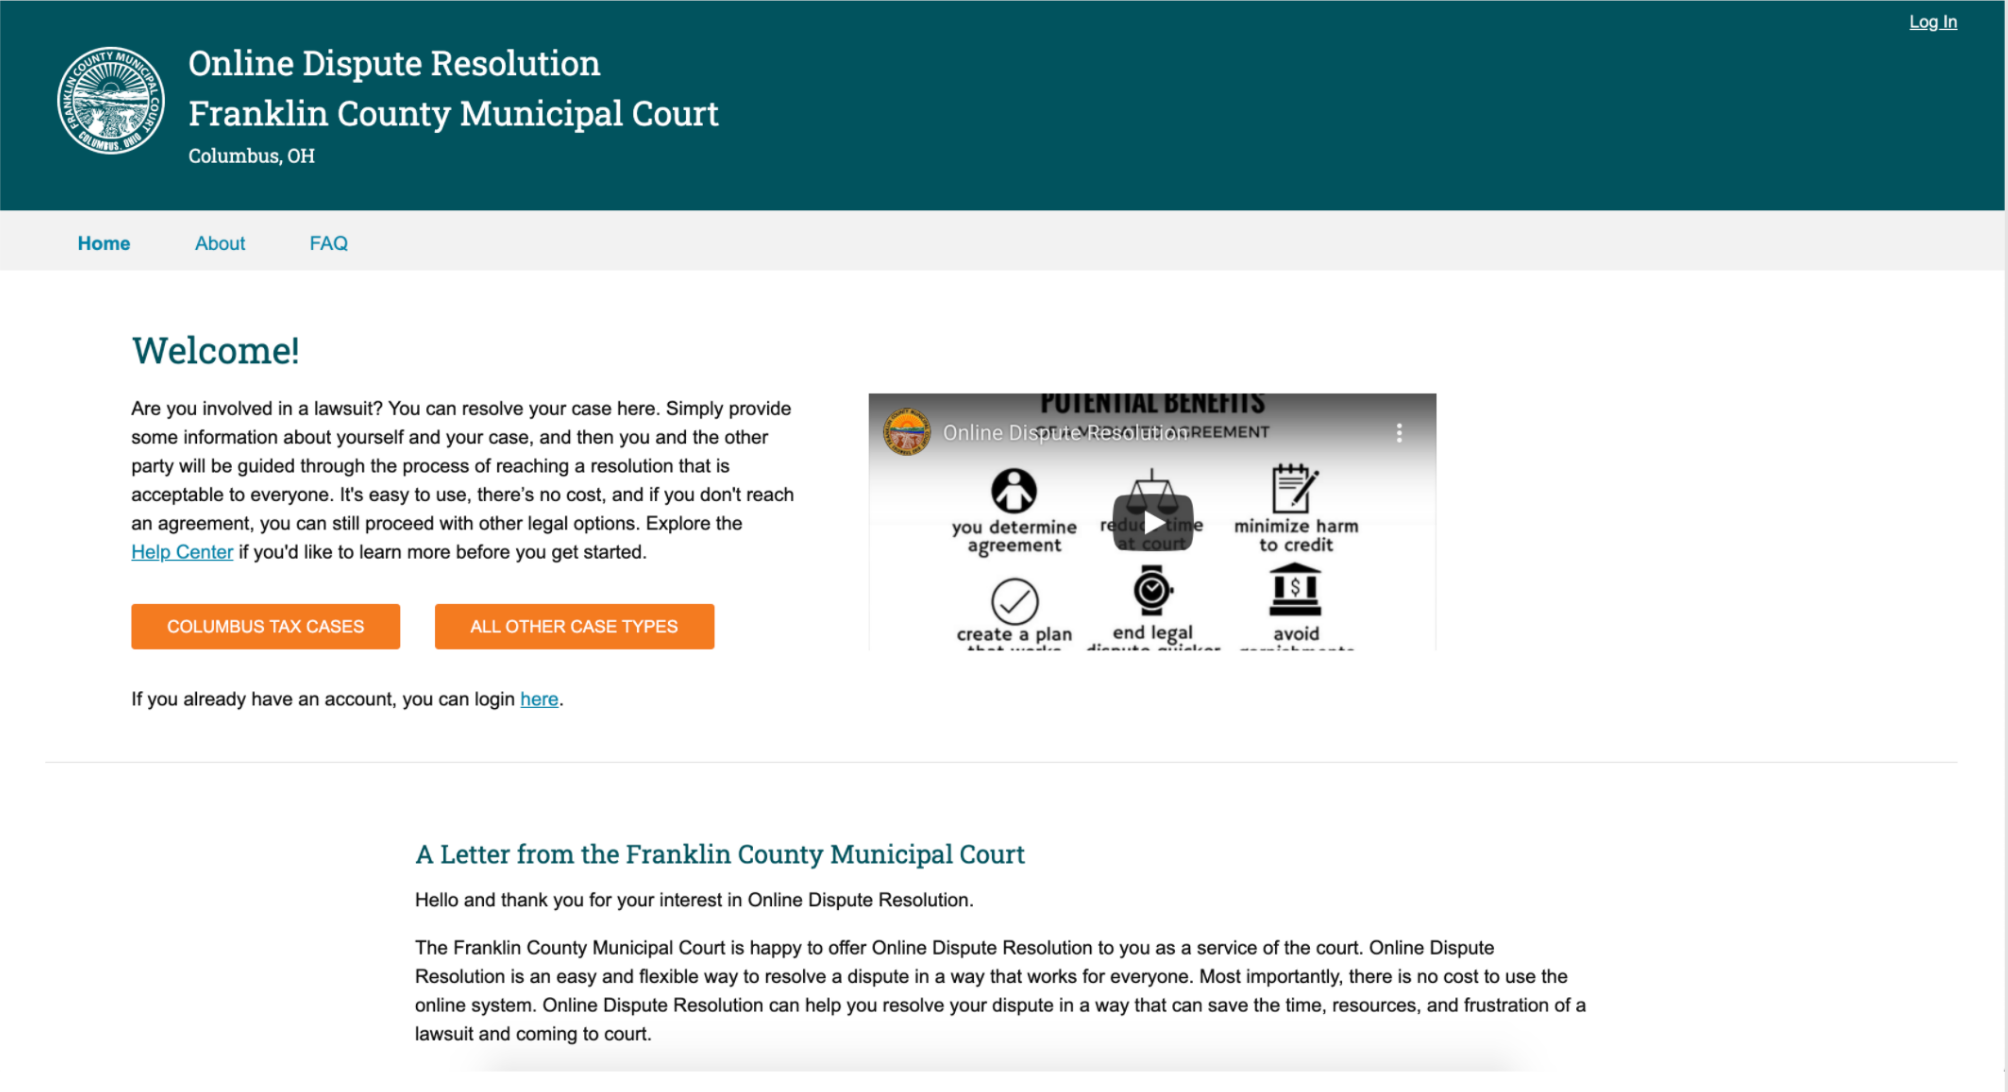 Log In
FRANKLIN COUNTY MUNICIPAL COURT
COLUMBUS, OHIO
Online Dispute Resolution
Franklin County Municipal Court
Columbus, OH
Home
About
FAQ
Welcome!
Are you involved in a lawsuit? You can resolve your case here. Simply provide
some information about yourself and your case, and then you and the other
party will be guided through the process of reaching a resolution that is
acceptable to everyone. It's easy to use, there’s no cost, and if you don't reach
an agreement, you can still proceed with other legal options. Explore the
Help Center if you'd like to learn more before you get started.
COLUMBUS TAX CASES
ALL OTHER CASE TYPES
If you already have an account, you can login here.
POTENTIAL BENEFITS
Online Dispute Resolution
AGREEMENT
you determine
agreement
reduce time
at court
minimize harm
to credit
$
create a plan
that works
end legal
dispute quicker
avoid
garnishments
A Letter from the Franklin County Municipal Court
Hello and thank you for your interest in Online Dispute Resolution.
The Franklin County Municipal Court is happy to offer Online Dispute Resolution to you as a service of the court. Online Dispute
Resolution is an easy and flexible way to resolve a dispute in a way that works for everyone. Most importantly, there is no cost to use the
online system. Online Dispute Resolution can help you resolve your dispute in a way that can save the time, resources, and frustration of a
lawsuit and coming to court.